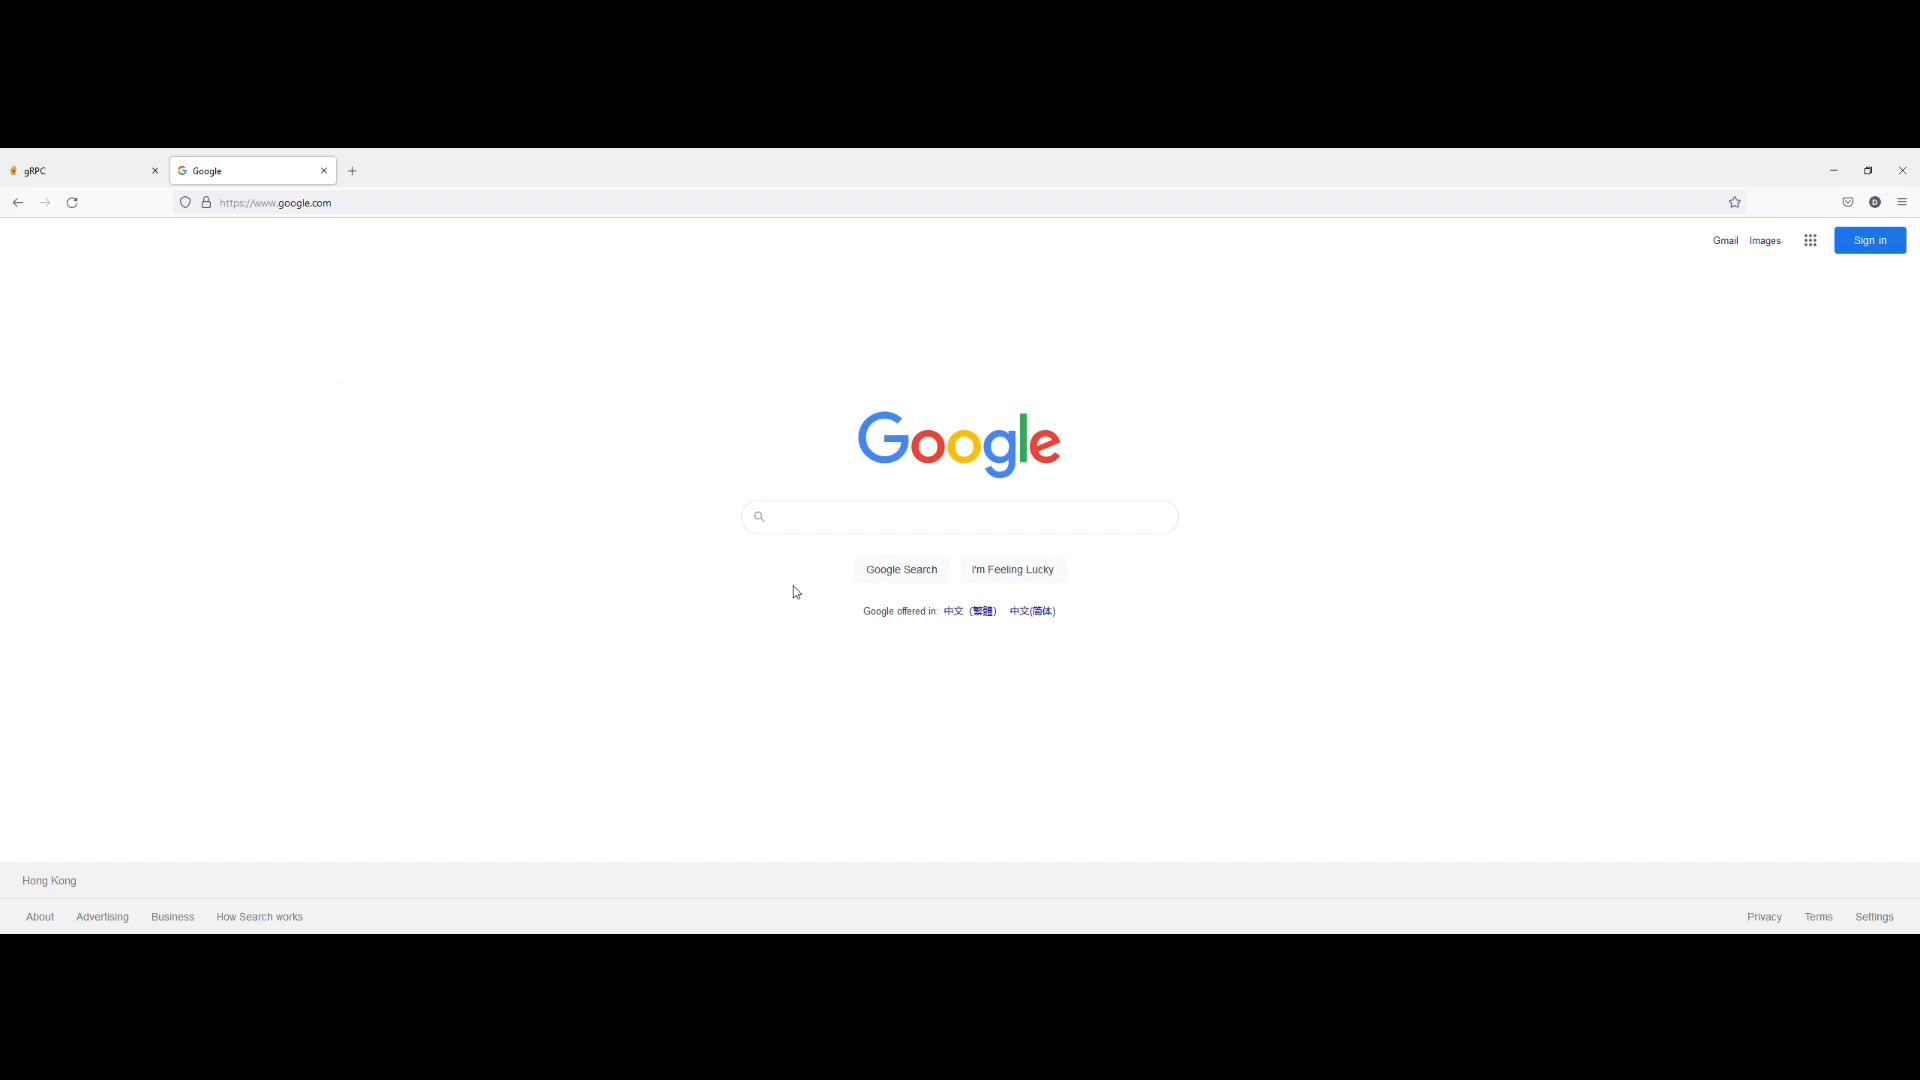 gRPC
Google
https://www.google.com
Gmail Images Sign in
Google
Google Search I'm Feeling Lucky
Google offered in: 中文（繁體） 中文(简体)
Hong Kong
About Advertising Business How Search works Privacy Terms Settings